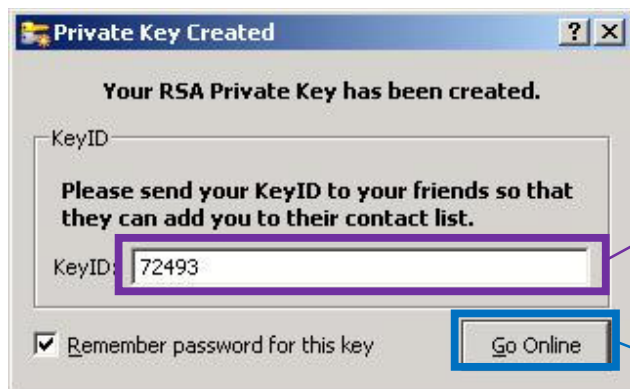 Private Key Created
Your RSA Private Key has been created.
KeyID
Please send your KeyID to your friends so that
they can add you to their contact list.
KeyID: 72493
Remember password for this key
Go Online